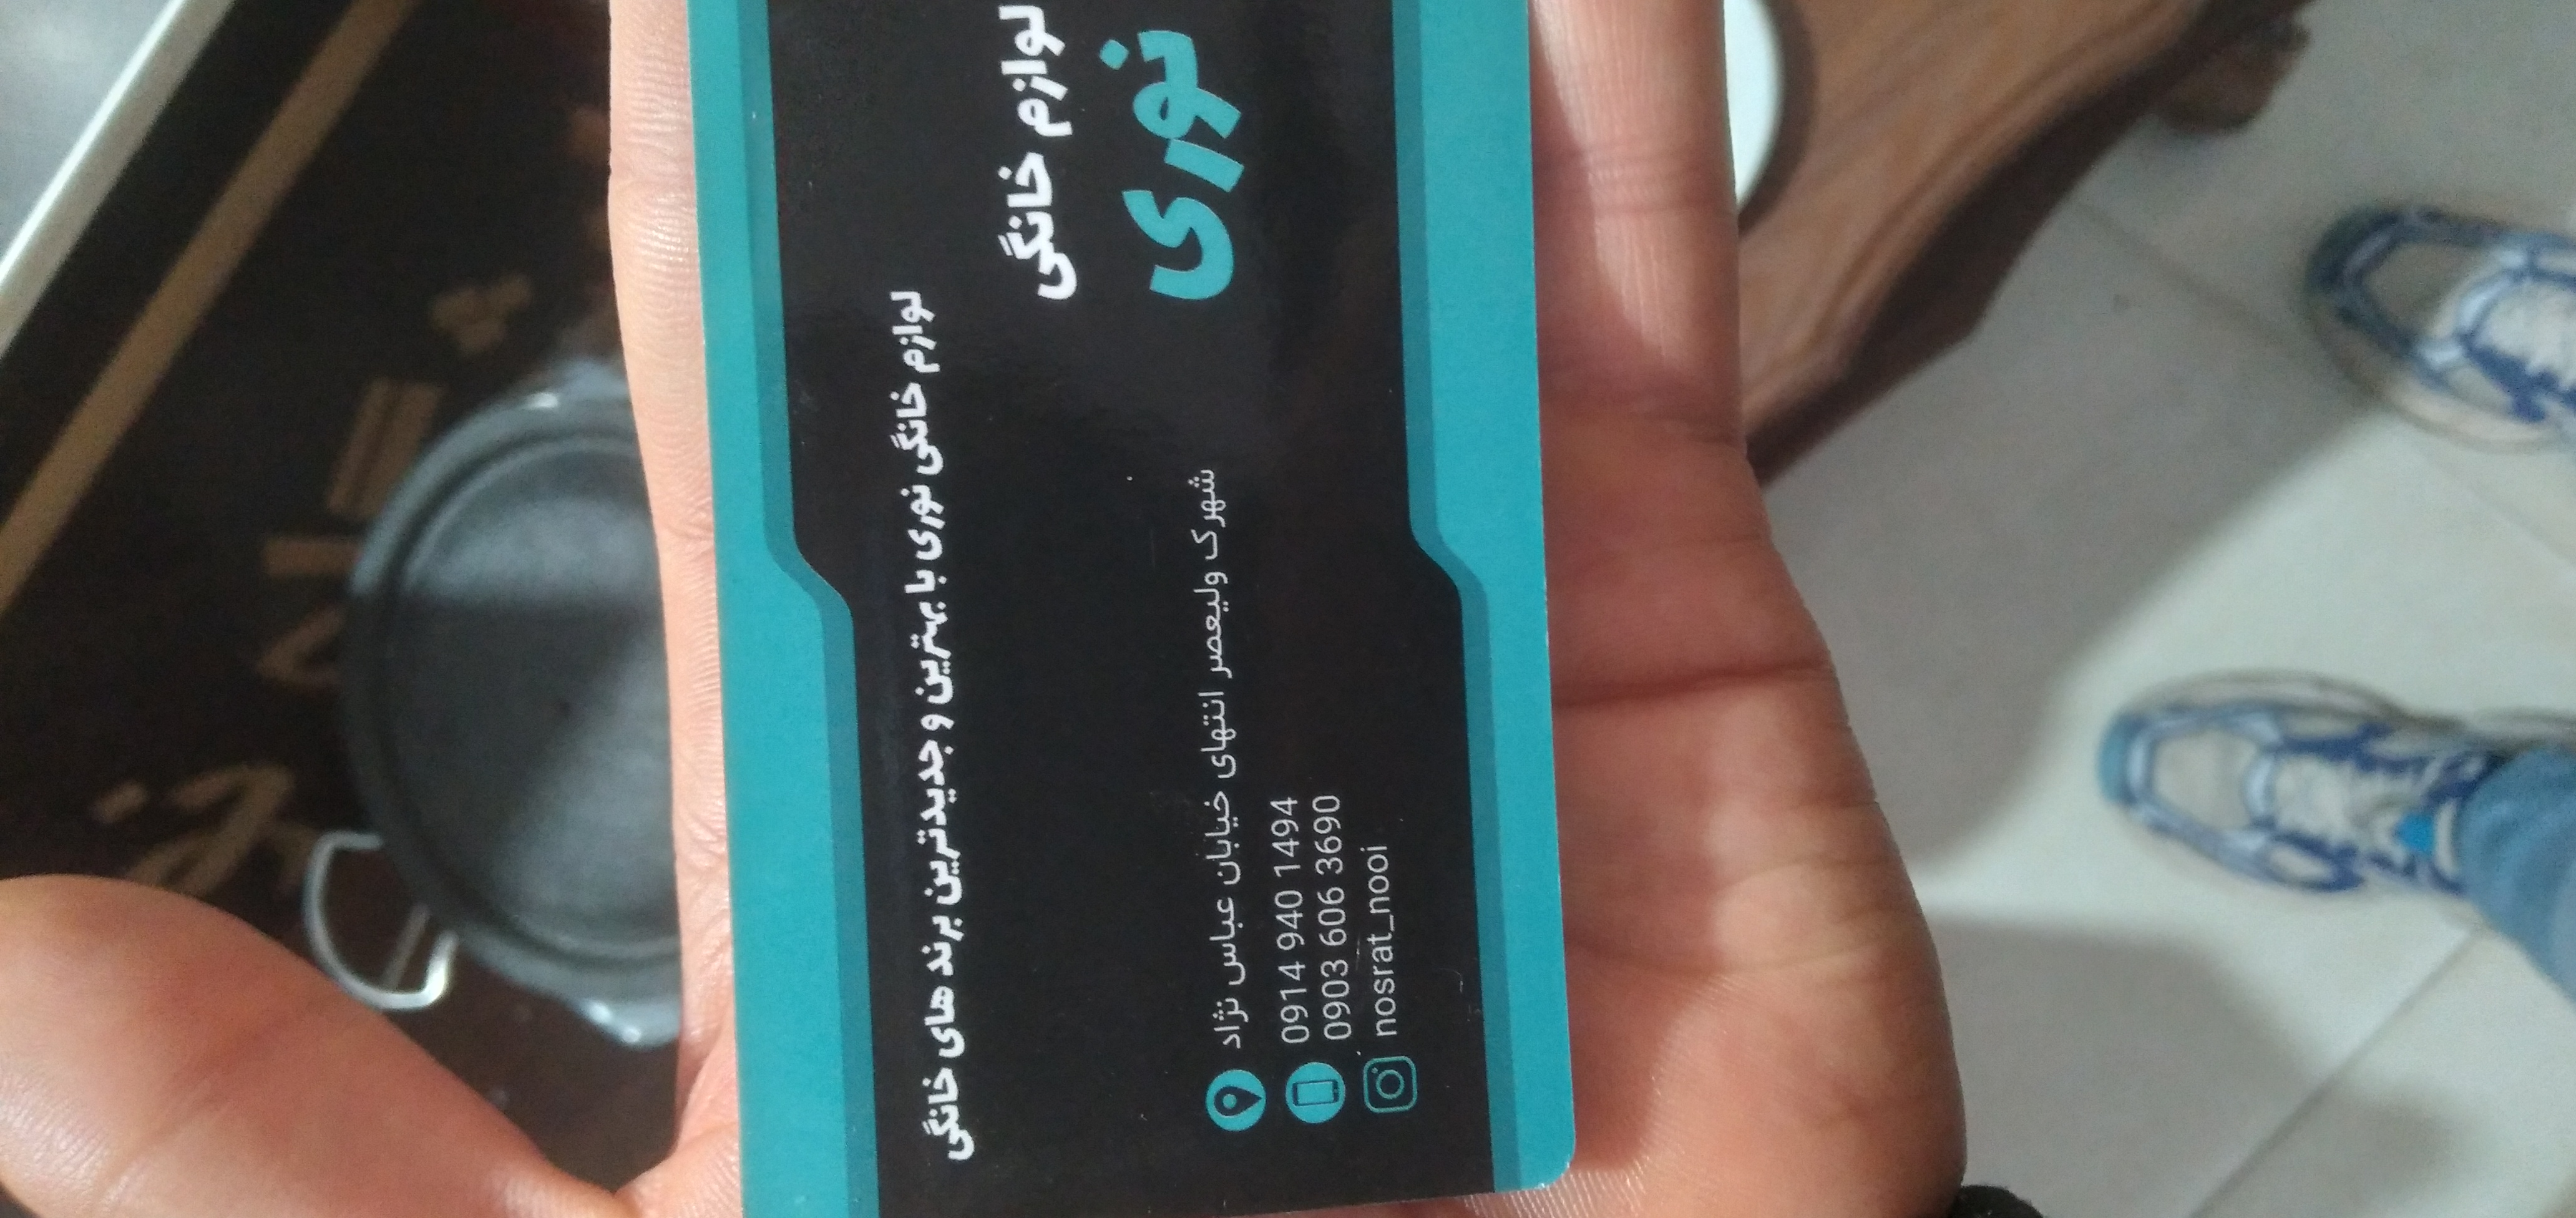 لوازم خانگی
نوری
لوازم خانگی نوری با بهترین و جدیدترین برند های خانگی
شهرک ولیعصر انتهای خیابان عباس نژاد
0914 940 1494
0903 606 3690
nosrat_nooi